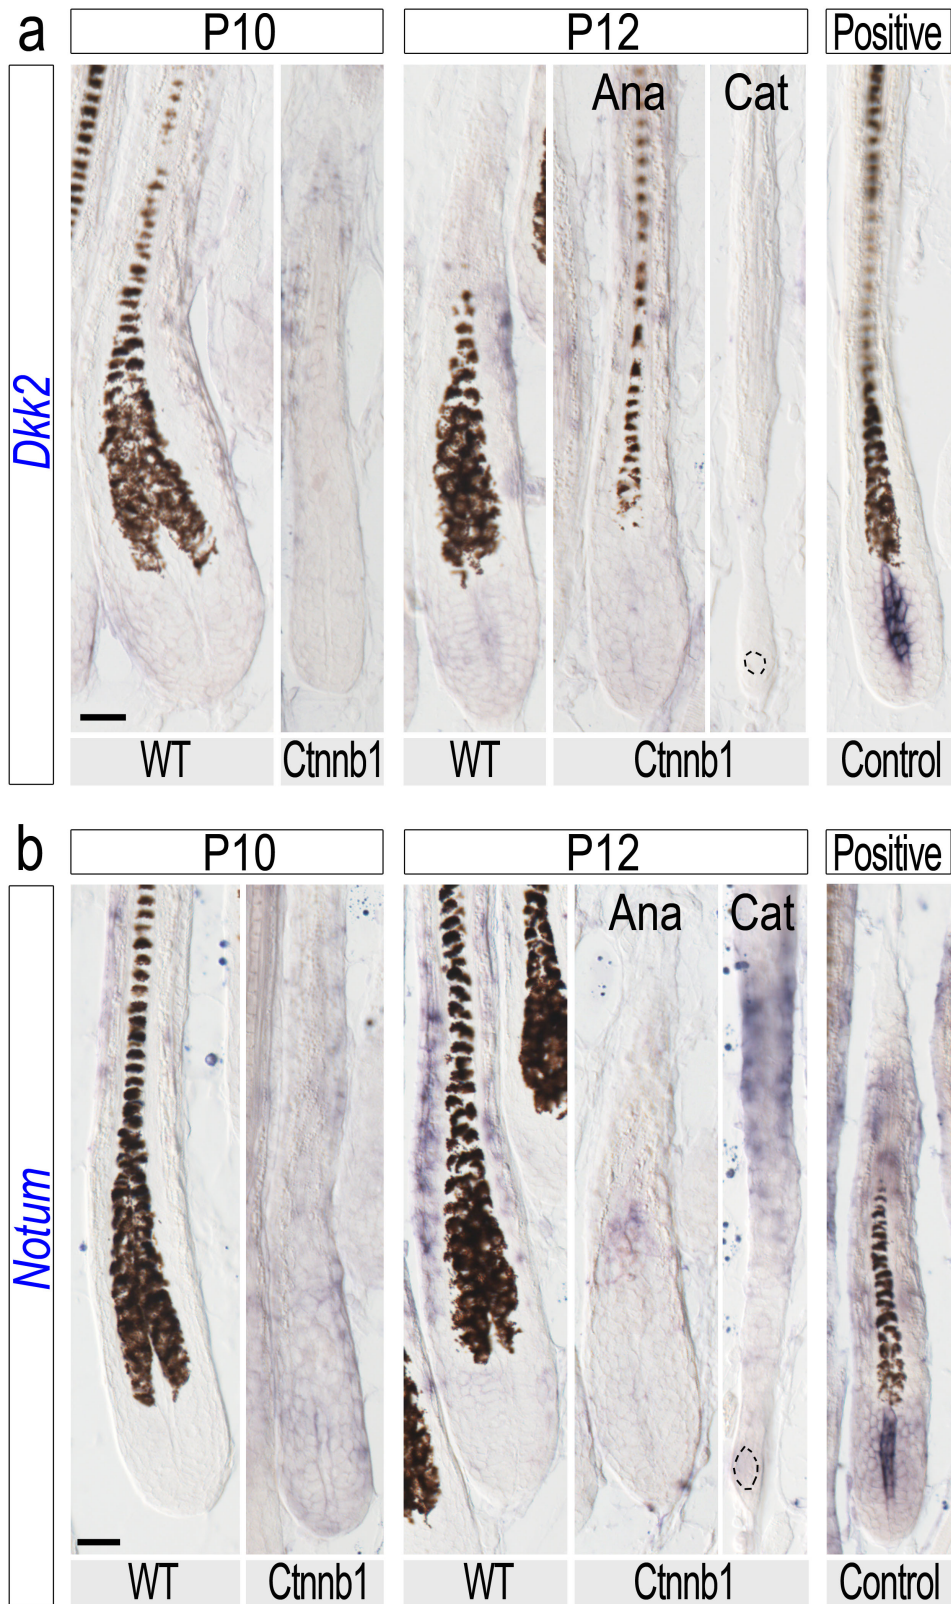 a
P10
P12
Positive
Dkk2
Ana
Cat
WT
Ctnnb1
WT
Ctnnb1
Control
b
P10
P12
Positive
Notum
Ana
Cat
WT
Ctnnb1
WT
Ctnnb1
Control